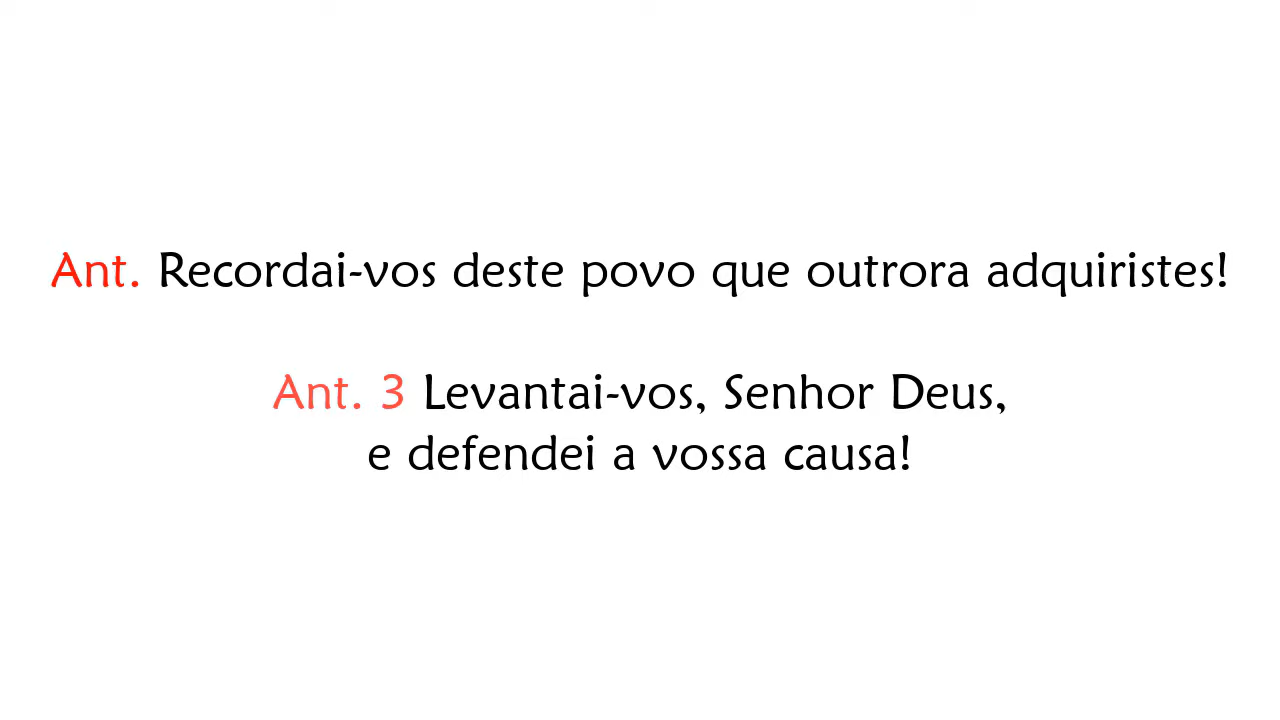 Ant. Recordai-vos deste povo que outrora adquiristes!
Ant. 3 Levantai-vos, Senhor Deus,
e defendei a vossa causa!